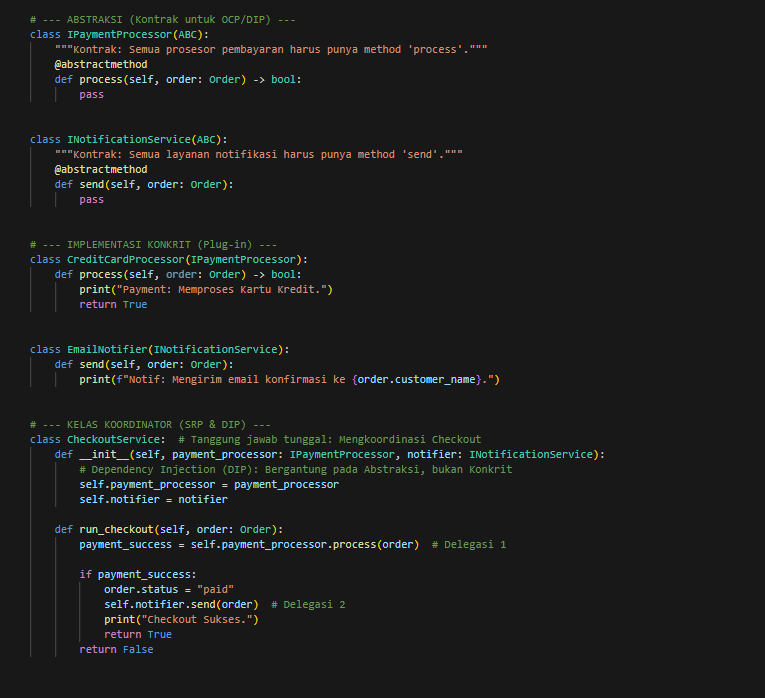 # --- ABSTRAKSI (Kontrak untuk OCP/DIP) ---
class IPaymentProcessor(ABC):
    """Kontrak: Semua prosesor pembayaran harus punya method 'process'."""
    @abstractmethod
    def process(self, order: Order) -> bool:
        pass

class INotificationService(ABC):
    """Kontrak: Semua layanan notifikasi harus punya method 'send'."""
    @abstractmethod
    def send(self, order: Order):
        pass

# --- IMPLEMENTASI KONKRIT (Plug-in) ---
class CreditCardProcessor(IPaymentProcessor):
    def process(self, order: Order) -> bool:
        print("Payment: Memproses Kartu Kredit.")
        return True

class EmailNotifier(INotificationService):
    def send(self, order: Order):
        print(f"Notif: Mengirim email konfirmasi ke {order.customer_name}.")

# --- KELAS KOORDINATOR (SRP & DIP) ---
class CheckoutService:  # Tanggung jawab tunggal: Mengkoordinasi Checkout
    def __init__(self, payment_processor: IPaymentProcessor, notifier: INotificationService):
        # Dependency Injection (DIP): Bergantung pada Abstraksi, bukan Konkrit
        self.payment_processor = payment_processor
        self.notifier = notifier

    def run_checkout(self, order: Order):
        payment_success = self.payment_processor.process(order)  # Delegasi 1

        if payment_success:
            order.status = "paid"
            self.notifier.send(order)  # Delegasi 2
            print("Checkout Sukses.")
            return True
        return False